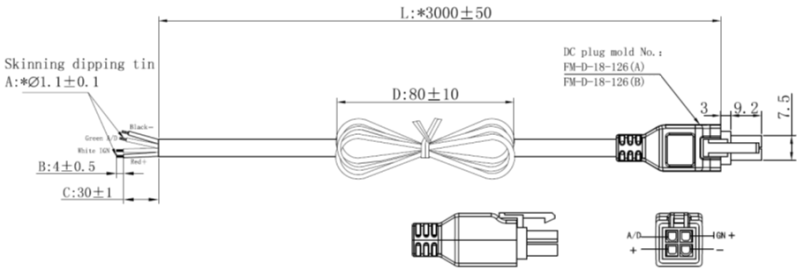 L:*3000±50
Skinning dipping tin
A:*∅1.1±0.1
DC plug mold No.:
FM-D-18-126(A)
FM-D-18-126(B)
D:80±10
3
9.2
7.5
Black-
Green A/D
White IGN
Red+
B:4±0.5
C:30±1
A/D
IGN +
+
-